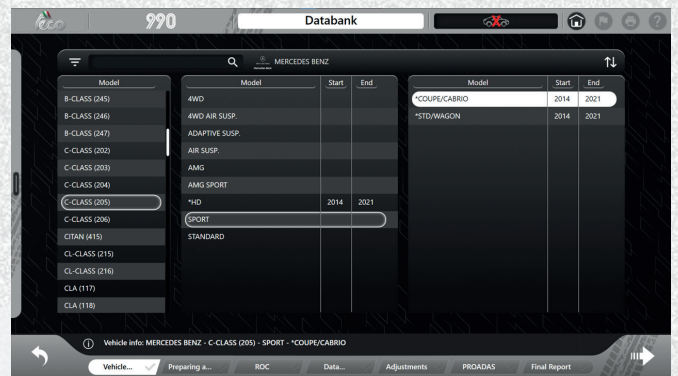 eco
990
Databank
MERCEDES BENZ
Model
B-CLASS (245)
B-CLASS (246)
B-CLASS (247)
C-CLASS (202)
C-CLASS (203)
C-CLASS (204)
C-CLASS (205)
C-CLASS (206)
CITAN (415)
CL-CLASS (215)
CL-CLASS (216)
CLA (117)
CLA (118)
Model Start End
4WD
4WD AIR SUSP.
ADAPTIVE SUSP.
AIR SUSP.
AMG
AMG SPORT
*HD 2014 2021
SPORT
STANDARD
Model Start End
*COUPE/CABRIO 2014 2021
*STD/WAGON 2014 2021
Vehicle info: MERCEDES BENZ - C-CLASS (205) - SPORT - *COUPE/CABRIO
Vehicle... Preparing a... ROC Data... Adjustments PROADAS Final Report